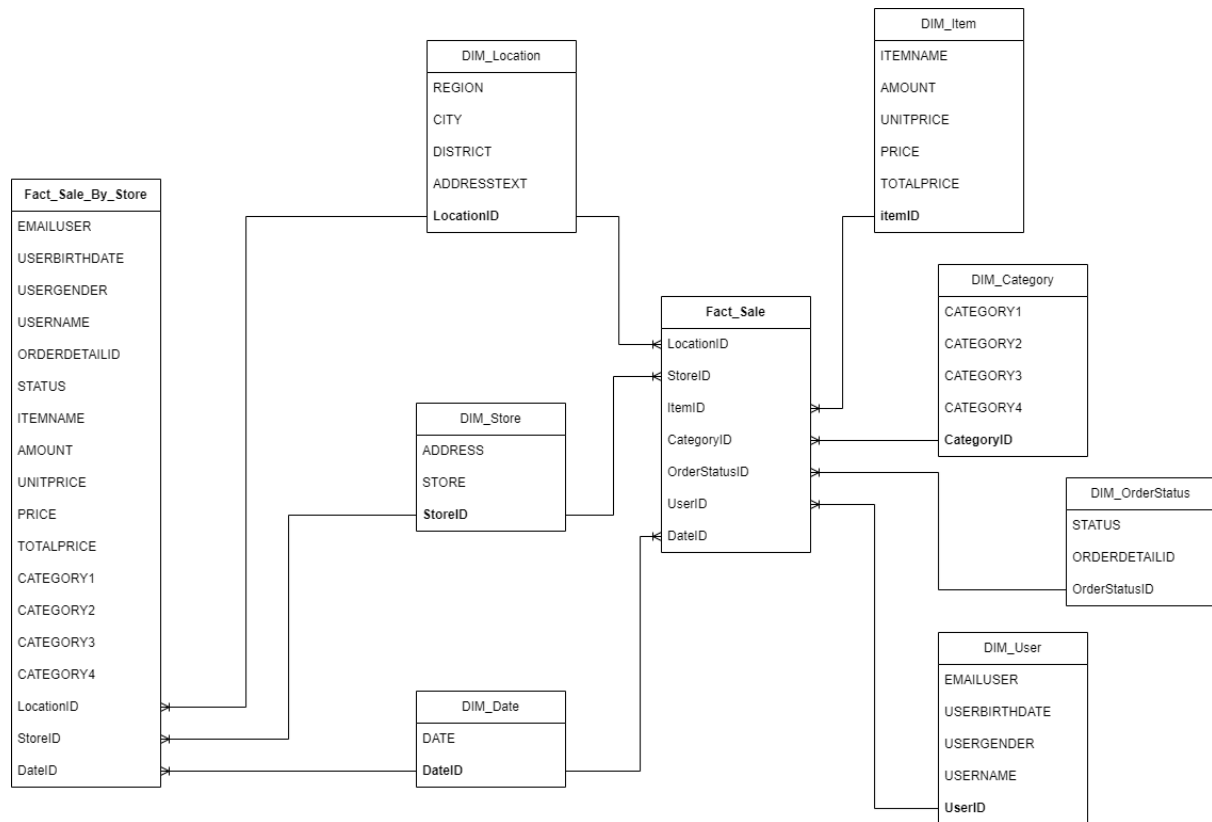 DIM_Item
ITEMNAME
AMOUNT
UNITPRICE
PRICE
TOTALPRICE
itemID
DIM_Location
REGION
CITY
DISTRICT
ADDRESSTEXT
LocationID
Fact_Sale_By_Store
EMAILUSER
USERBIRTHDATE
USERGENDER
USERNAME
ORDERDETAILID
STATUS
ITEMNAME
AMOUNT
UNITPRICE
PRICE
TOTALPRICE
CATEGORY1
CATEGORY2
CATEGORY3
CATEGORY4
LocationID
StoreID
DateID
DIM_Category
CATEGORY1
CATEGORY2
CATEGORY3
CATEGORY4
CategoryID
Fact_Sale
LocationID
StoreID
ItemID
CategoryID
OrderStatusID
UserID
DateID
DIM_Store
ADDRESS
STORE
StoreID
DIM_OrderStatus
STATUS
ORDERDETAILID
OrderStatusID
DIM_User
EMAILUSER
USERBIRTHDATE
USERGENDER
USERNAME
UserID
DIM_Date
DATE
DateID